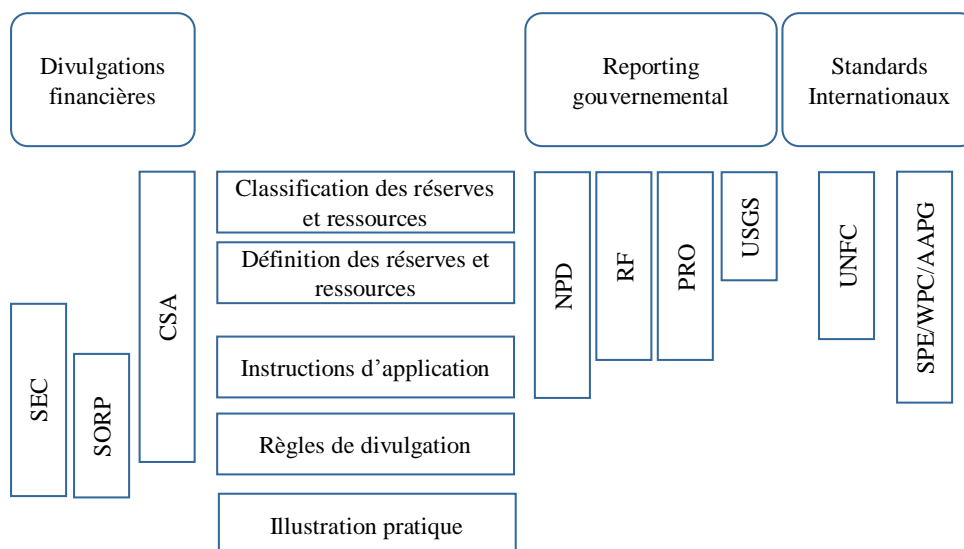 Divulgations
financières
Reporting
gouvernemental
Standards
Internationaux
SEC
SORP
CSA
Classification des réserves
et ressources
Définition des réserves et
ressources
Instructions d’application
Règles de divulgation
Illustration pratique
NPD
RF
PRO
USGS
UNFC
SPE/WPC/AAPG